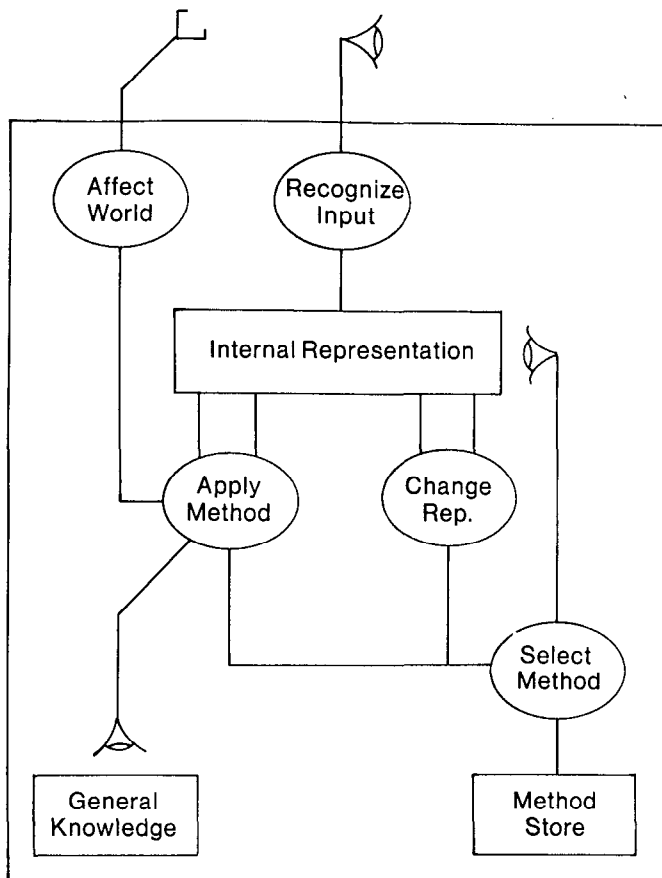 Affect
World
Recognize
Input
Internal Representation
Apply
Method
Change
Rep.
Select
Method
General
Knowledge
Method
Store